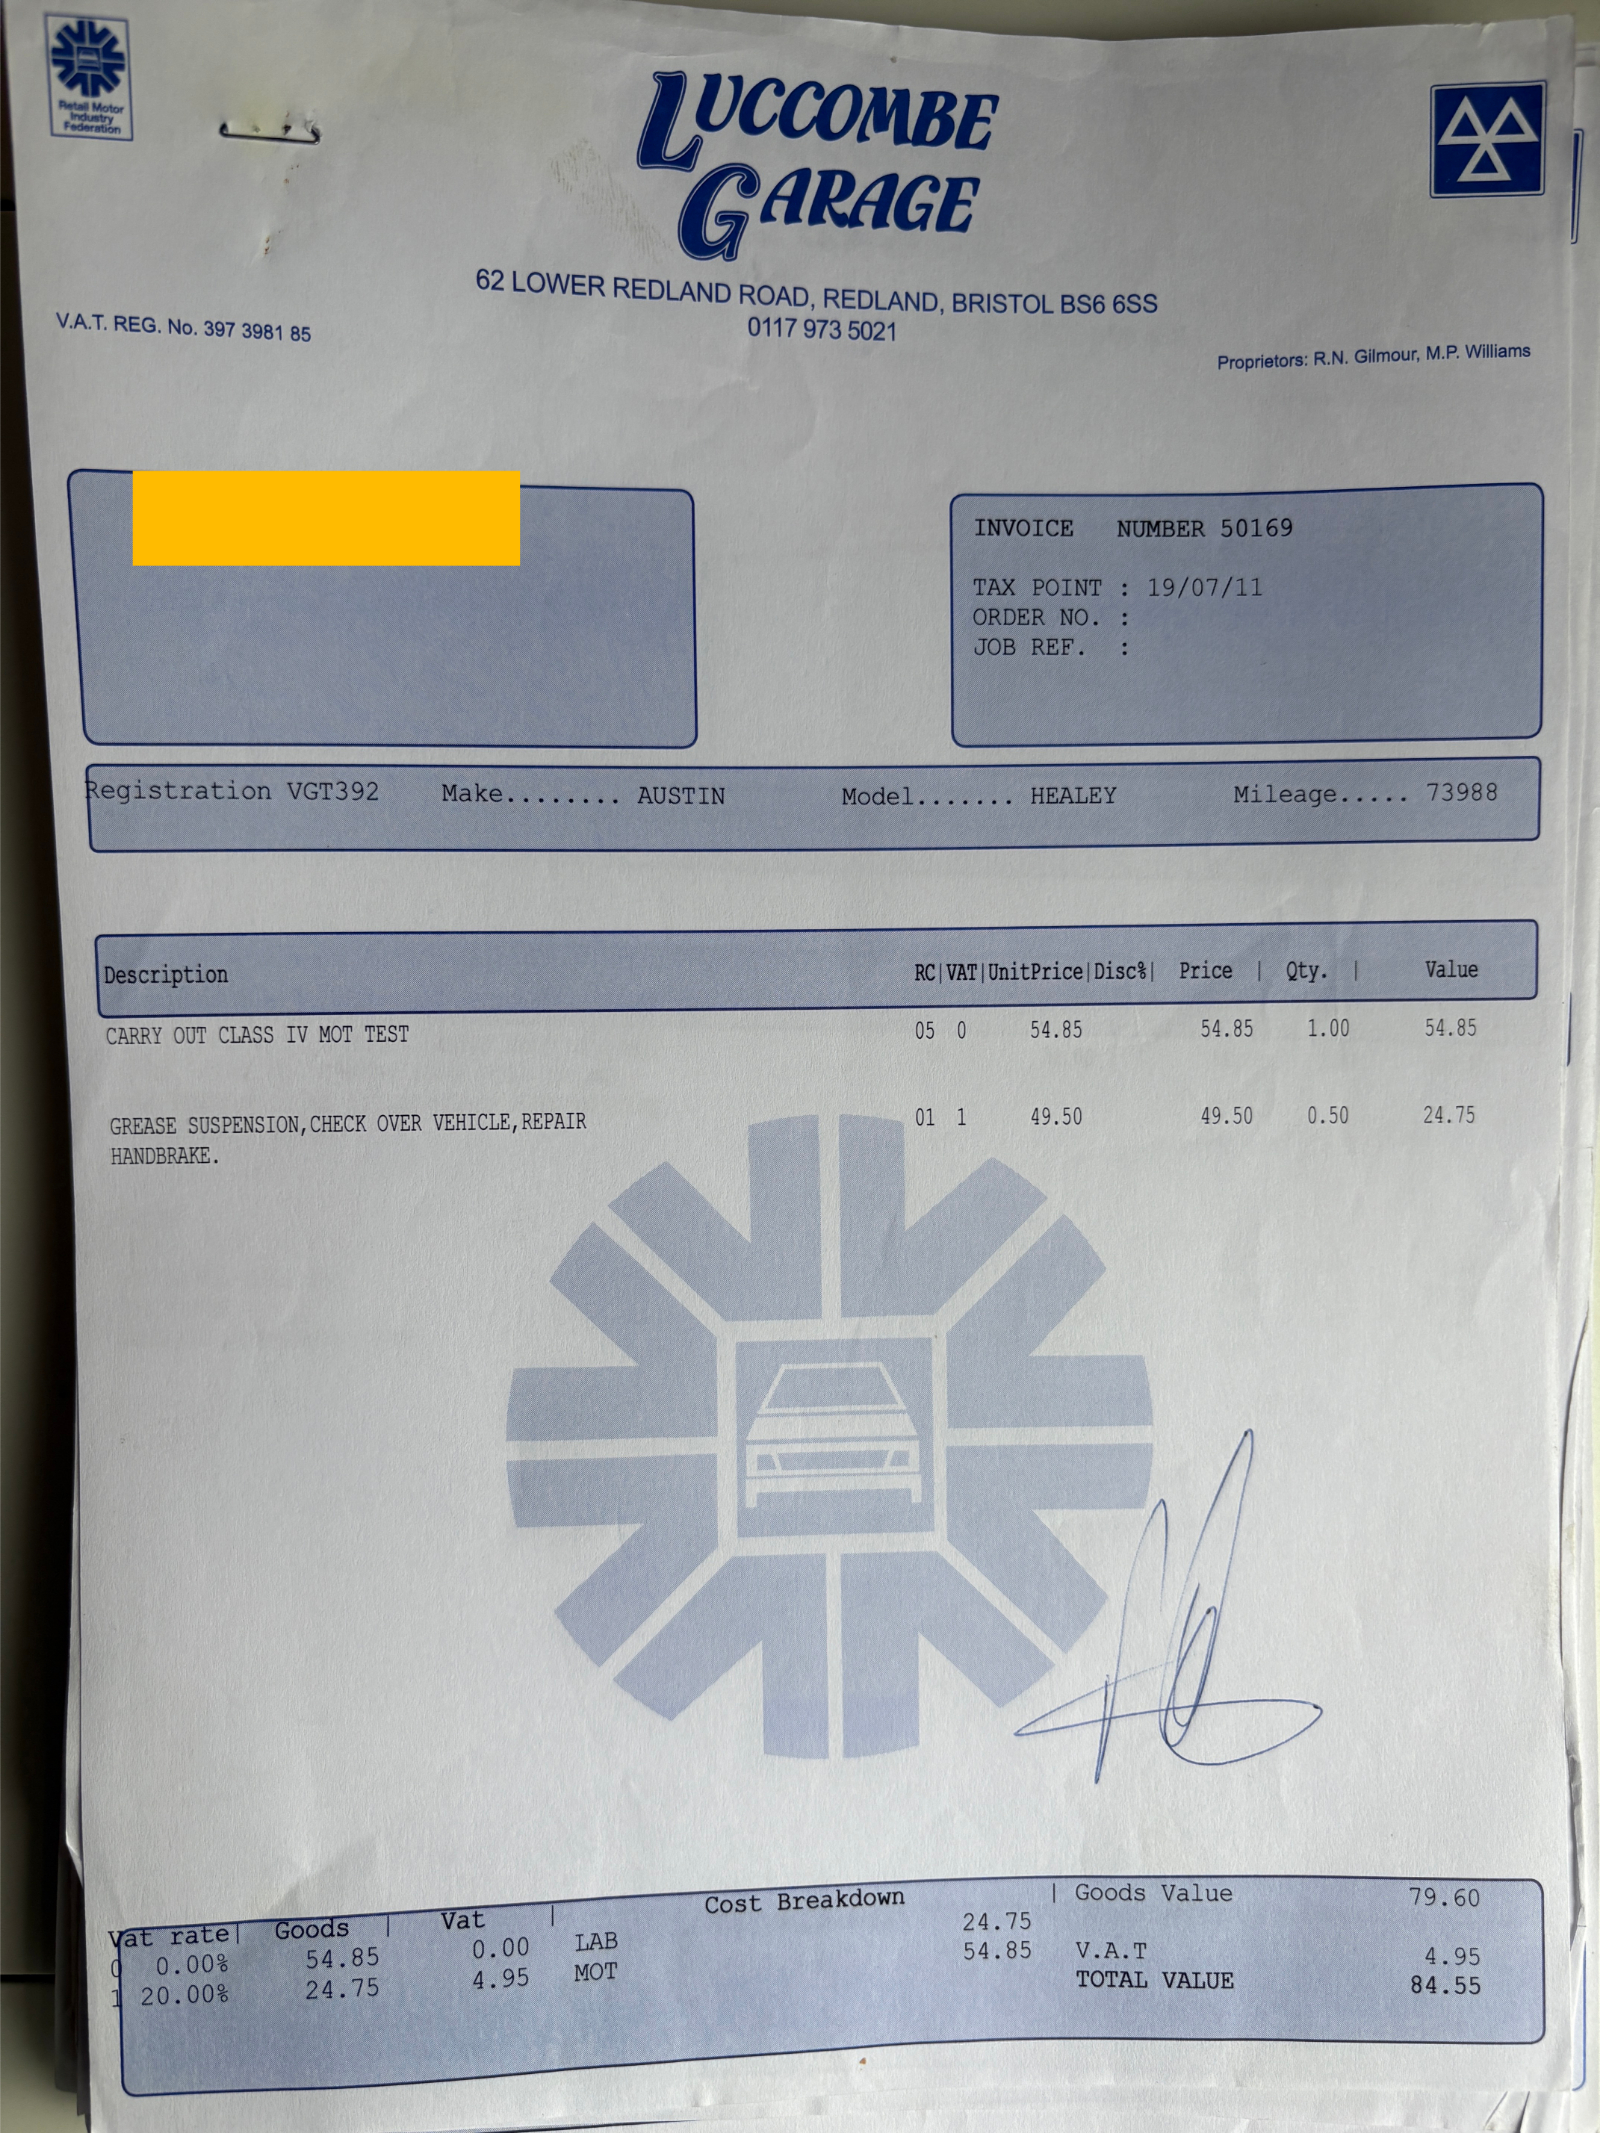 Retail Motor
Industry
Federation
LUCCOMBE
GARAGE
62 LOWER REDLAND ROAD, REDLAND, BRISTOL BS6 6SS
0117 973 5021
V.A.T. REG. No. 397 3981 85
Proprietors: R.N. Gilmour, M.P. Williams
INVOICE NUMBER 50169
TAX POINT : 19/07/11
ORDER NO. :
JOB REF. :
Registration VGT392 Make........ AUSTIN Model....... HEALEY Mileage..... 73988
Description RC|VAT|UnitPrice|Disc%| Price | Qty. | Value
CARRY OUT CLASS IV MOT TEST 05 0 54.85 54.85 1.00 54.85
GREASE SUSPENSION,CHECK OVER VEHICLE,REPAIR 01 1 49.50 49.50 0.50 24.75
HANDBRAKE.
Vat rate| Goods | Vat | Cost Breakdown | Goods Value 79.60
0 0.00% 54.85 0.00 LAB 24.75
1 20.00% 24.75 4.95 MOT 54.85 V.A.T 4.95
TOTAL VALUE 84.55